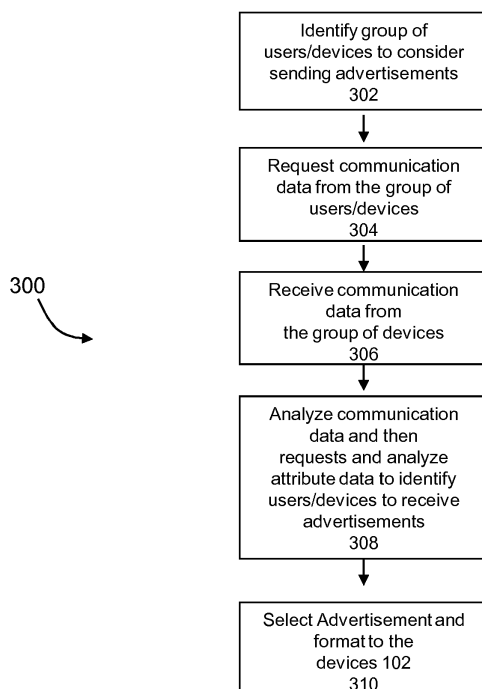 Identify group of
users/devices to consider
sending advertisements
302
Request communication
data from the group of
users/devices
304
300
Receive communication
data from
the group of devices
306
Analyze communication
data and then
requests and analyze
attribute data to identify
users/devices to receive
advertisements
308
Select Advertisement and
format to the
devices 102
310